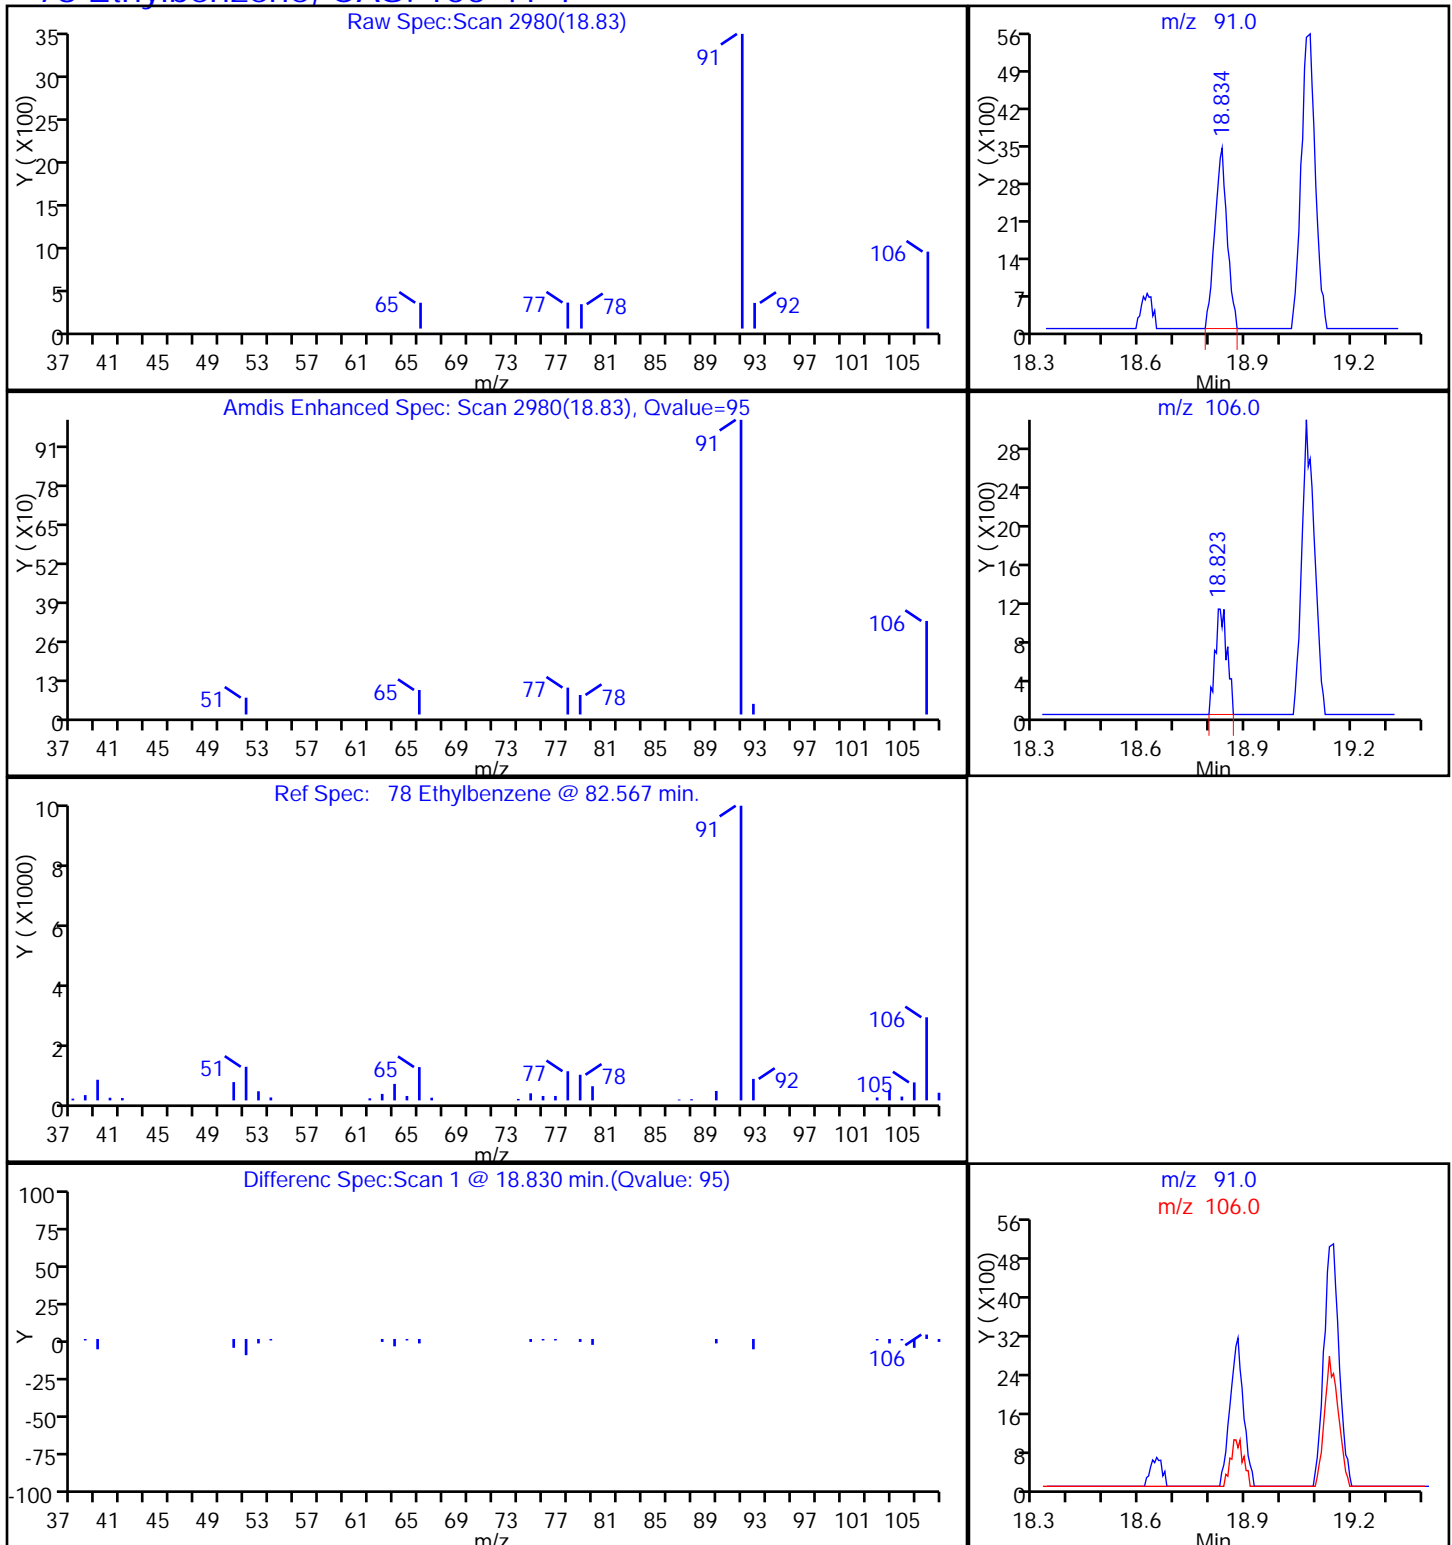 Raw Spec:Scan 2980(18.83)
Y ( X100)
35
30
25
20
15
10
5
0
91
106
65
77
78
92
37 41 45 49 53 57 61 65 69 73 77 81 85 89 93 97 101 105
m/z
m/z 91.0
Y ( X100)
56
49
42
35
28
21
14
7
0
18.834
18.3 18.6 18.9 19.2
Min
Amdis Enhanced Spec: Scan 2980(18.83), Qvalue=95
Y ( X10)
91
78
65
52
39
26
13
0
91
106
51
65
77
78
37 41 45 49 53 57 61 65 69 73 77 81 85 89 93 97 101 105
m/z
m/z 106.0
Y ( X100)
28
24
20
16
12
8
4
0
18.823
18.3 18.6 18.9 19.2
Min
Ref Spec: 78 Ethylbenzene @ 82.567 min.
Y ( X1000)
10
8
6
4
2
0
91
106
51
65
77
78
92
105
37 41 45 49 53 57 61 65 69 73 77 81 85 89 93 97 101 105
m/z
Differenc Spec:Scan 1 @ 18.830 min.(Qvalue: 95)
Y
100
75
50
25
0
-25
-50
-75
-100
106
37 41 45 49 53 57 61 65 69 73 77 81 85 89 93 97 101 105
m/z
m/z 91.0
m/z 106.0
Y ( X100)
56
48
40
32
24
16
8
0
18.3 18.6 18.9 19.2
Min